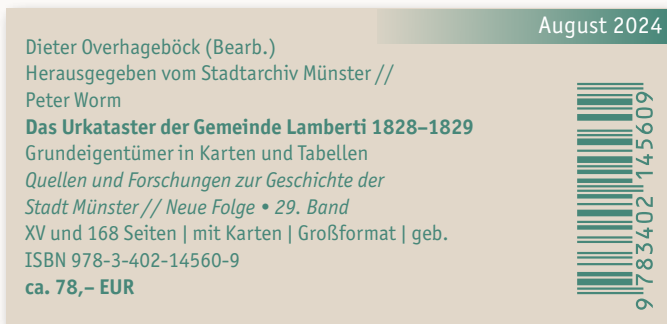 August 2024
Dieter Overhageböck (Bearb.)
Herausgegeben vom Stadtarchiv Münster //
Peter Worm
Das Urkataster der Gemeinde Lamberti 1828–1829
Grundeigentümer in Karten und Tabellen
Quellen und Forschungen zur Geschichte der
Stadt Münster // Neue Folge • 29. Band
XV und 168 Seiten | mit Karten | Großformat | geb.
ISBN 978-3-402-14560-9
ca. 78,– EUR
9 783402 145609